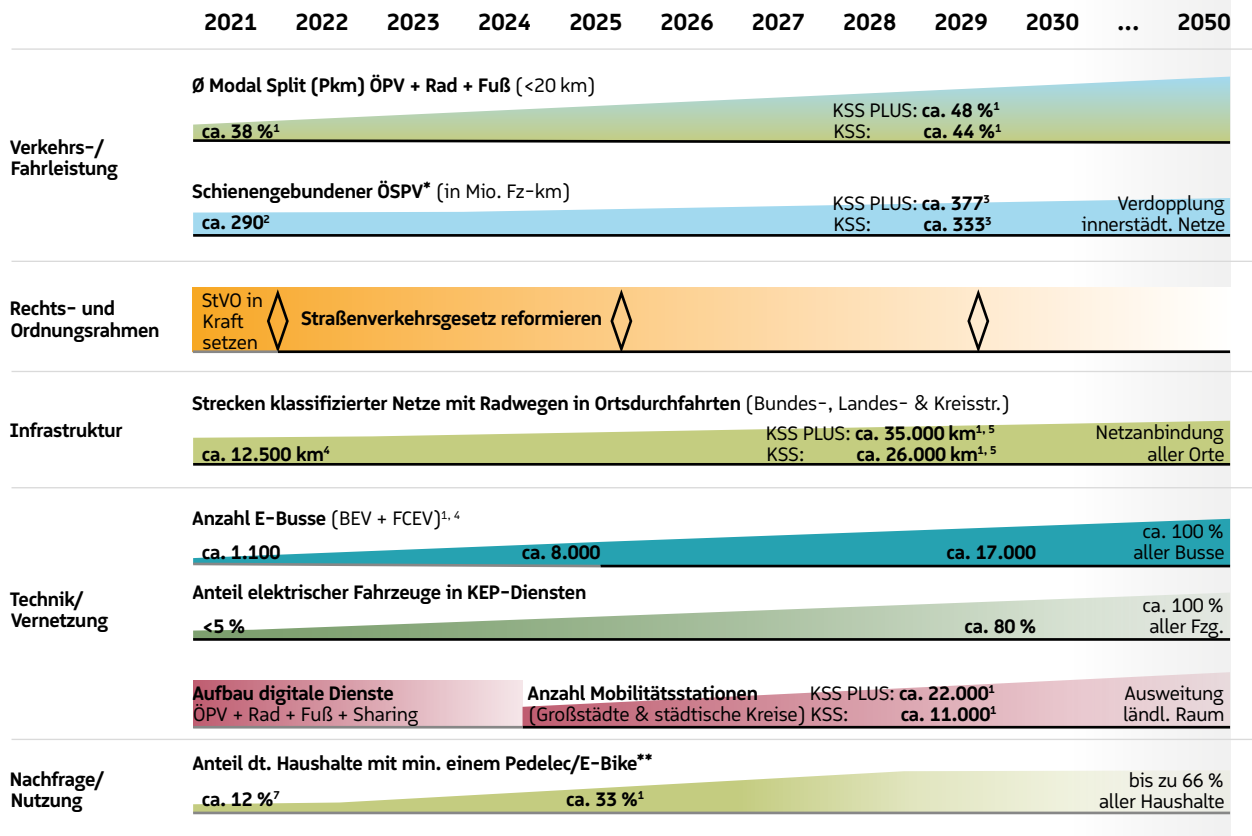 2021 2022 2023 2024 2025 2026 2027 2028 2029 2030 ... 2050
Verkehrs-/
Fahrleistung
Ø Modal Split (Pkm) ÖPV + Rad + Fuß (<20 km)
ca. 38 %¹
KSS PLUS: ca. 48 %¹
KSS: ca. 44 %¹
Schienengebundener ÖSPV* (in Mio. Fz-km)
ca. 290²
KSS PLUS: ca. 377³
KSS: ca. 333³
Verdopplung
innerstädt. Netze
Rechts- und
Ordnungsrahmen
StVO in
Kraft
setzen
Straßenverkehrsgesetz reformieren
Infrastruktur
Strecken klassifizierter Netze mit Radwegen in Ortsdurchfahrten (Bundes-, Landes- & Kreisstr.)
ca. 12.500 km⁴
KSS PLUS: ca. 35.000 km¹˒ ⁵
KSS: ca. 26.000 km¹˒ ⁵
Netzanbindung
aller Orte
Technik/
Vernetzung
Anzahl E-Busse (BEV + FCEV)¹˒ ⁴
ca. 1.100
ca. 8.000
ca. 17.000
ca. 100 %
aller Busse
Anteil elektrischer Fahrzeuge in KEP-Diensten
<5 %
ca. 80 %
ca. 100 %
aller Fzg.
Aufbau digitale Dienste
ÖPV + Rad + Fuß + Sharing
Anzahl Mobilitätsstationen KSS PLUS: ca. 22.000¹
(Großstädte & städtische Kreise) KSS: ca. 11.000¹
Ausweitung
ländl. Raum
Nachfrage/
Nutzung
Anteil dt. Haushalte mit min. einem Pedelec/E-Bike**
ca. 12 %⁷
ca. 33 %¹
bis zu 66 %
aller Haushalte